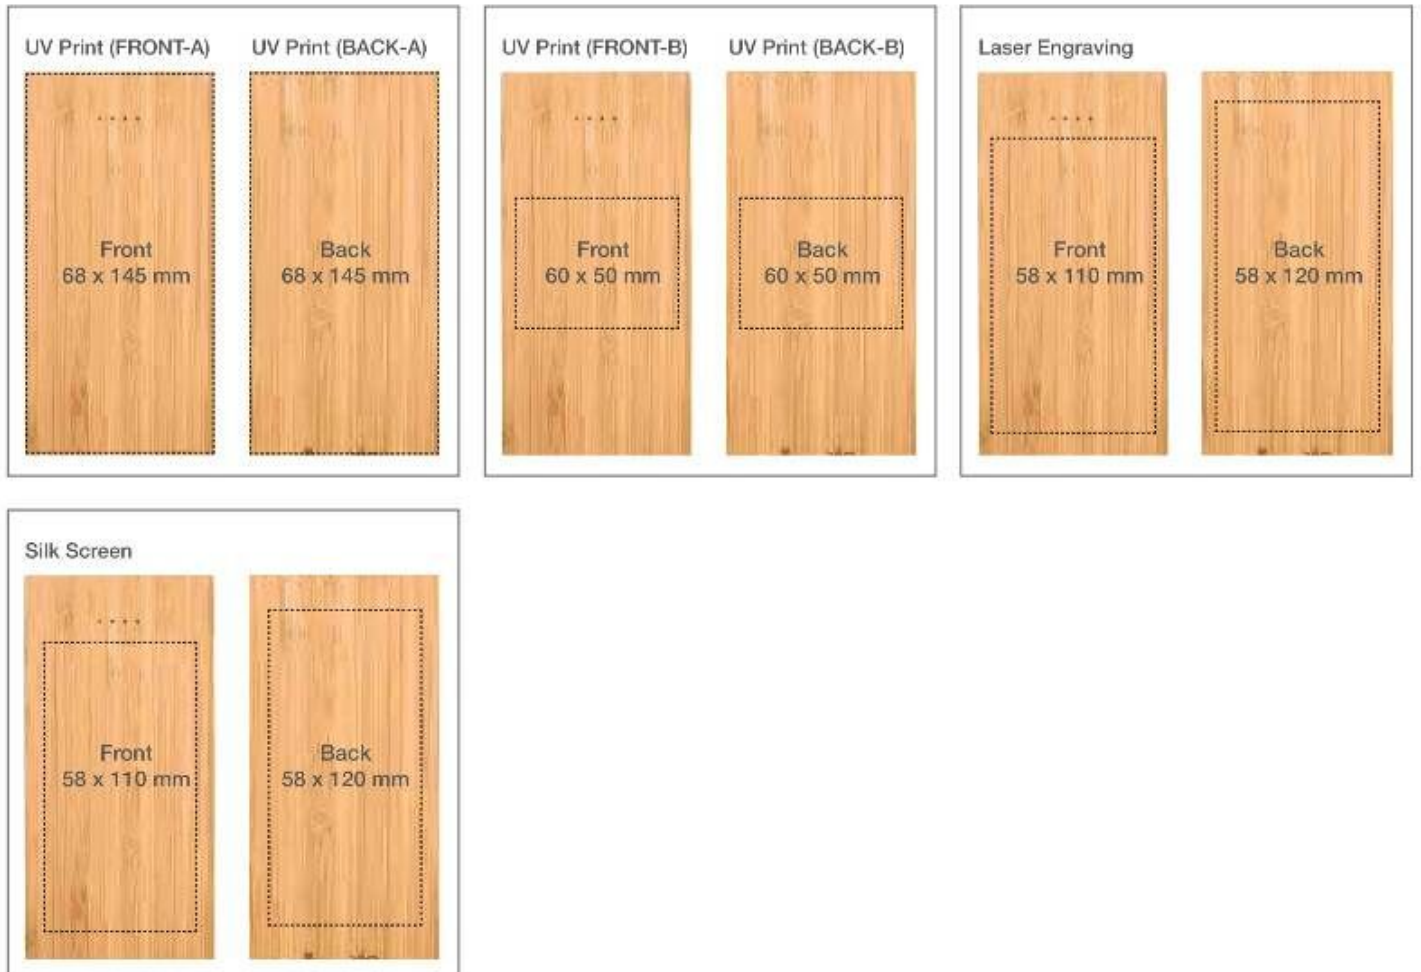 UV Print (FRONT-A)
UV Print (BACK-A)
Front
68 x 145 mm
Back
68 x 145 mm
UV Print (FRONT-B)
UV Print (BACK-B)
Front
60 x 50 mm
Back
60 x 50 mm
Laser Engraving
Front
58 x 110 mm
Back
58 x 120 mm
Silk Screen
Front
58 x 110 mm
Back
58 x 120 mm